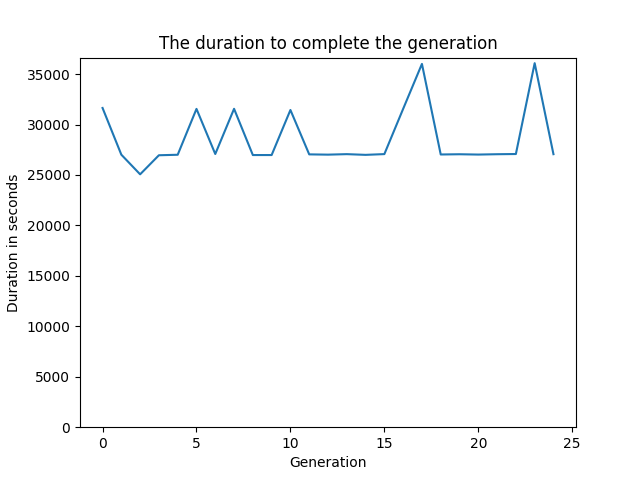 The duration to complete the generation
35000
30000
25000
20000
15000
10000
5000
0
Duration in seconds
0 5 10 15 20 25
Generation